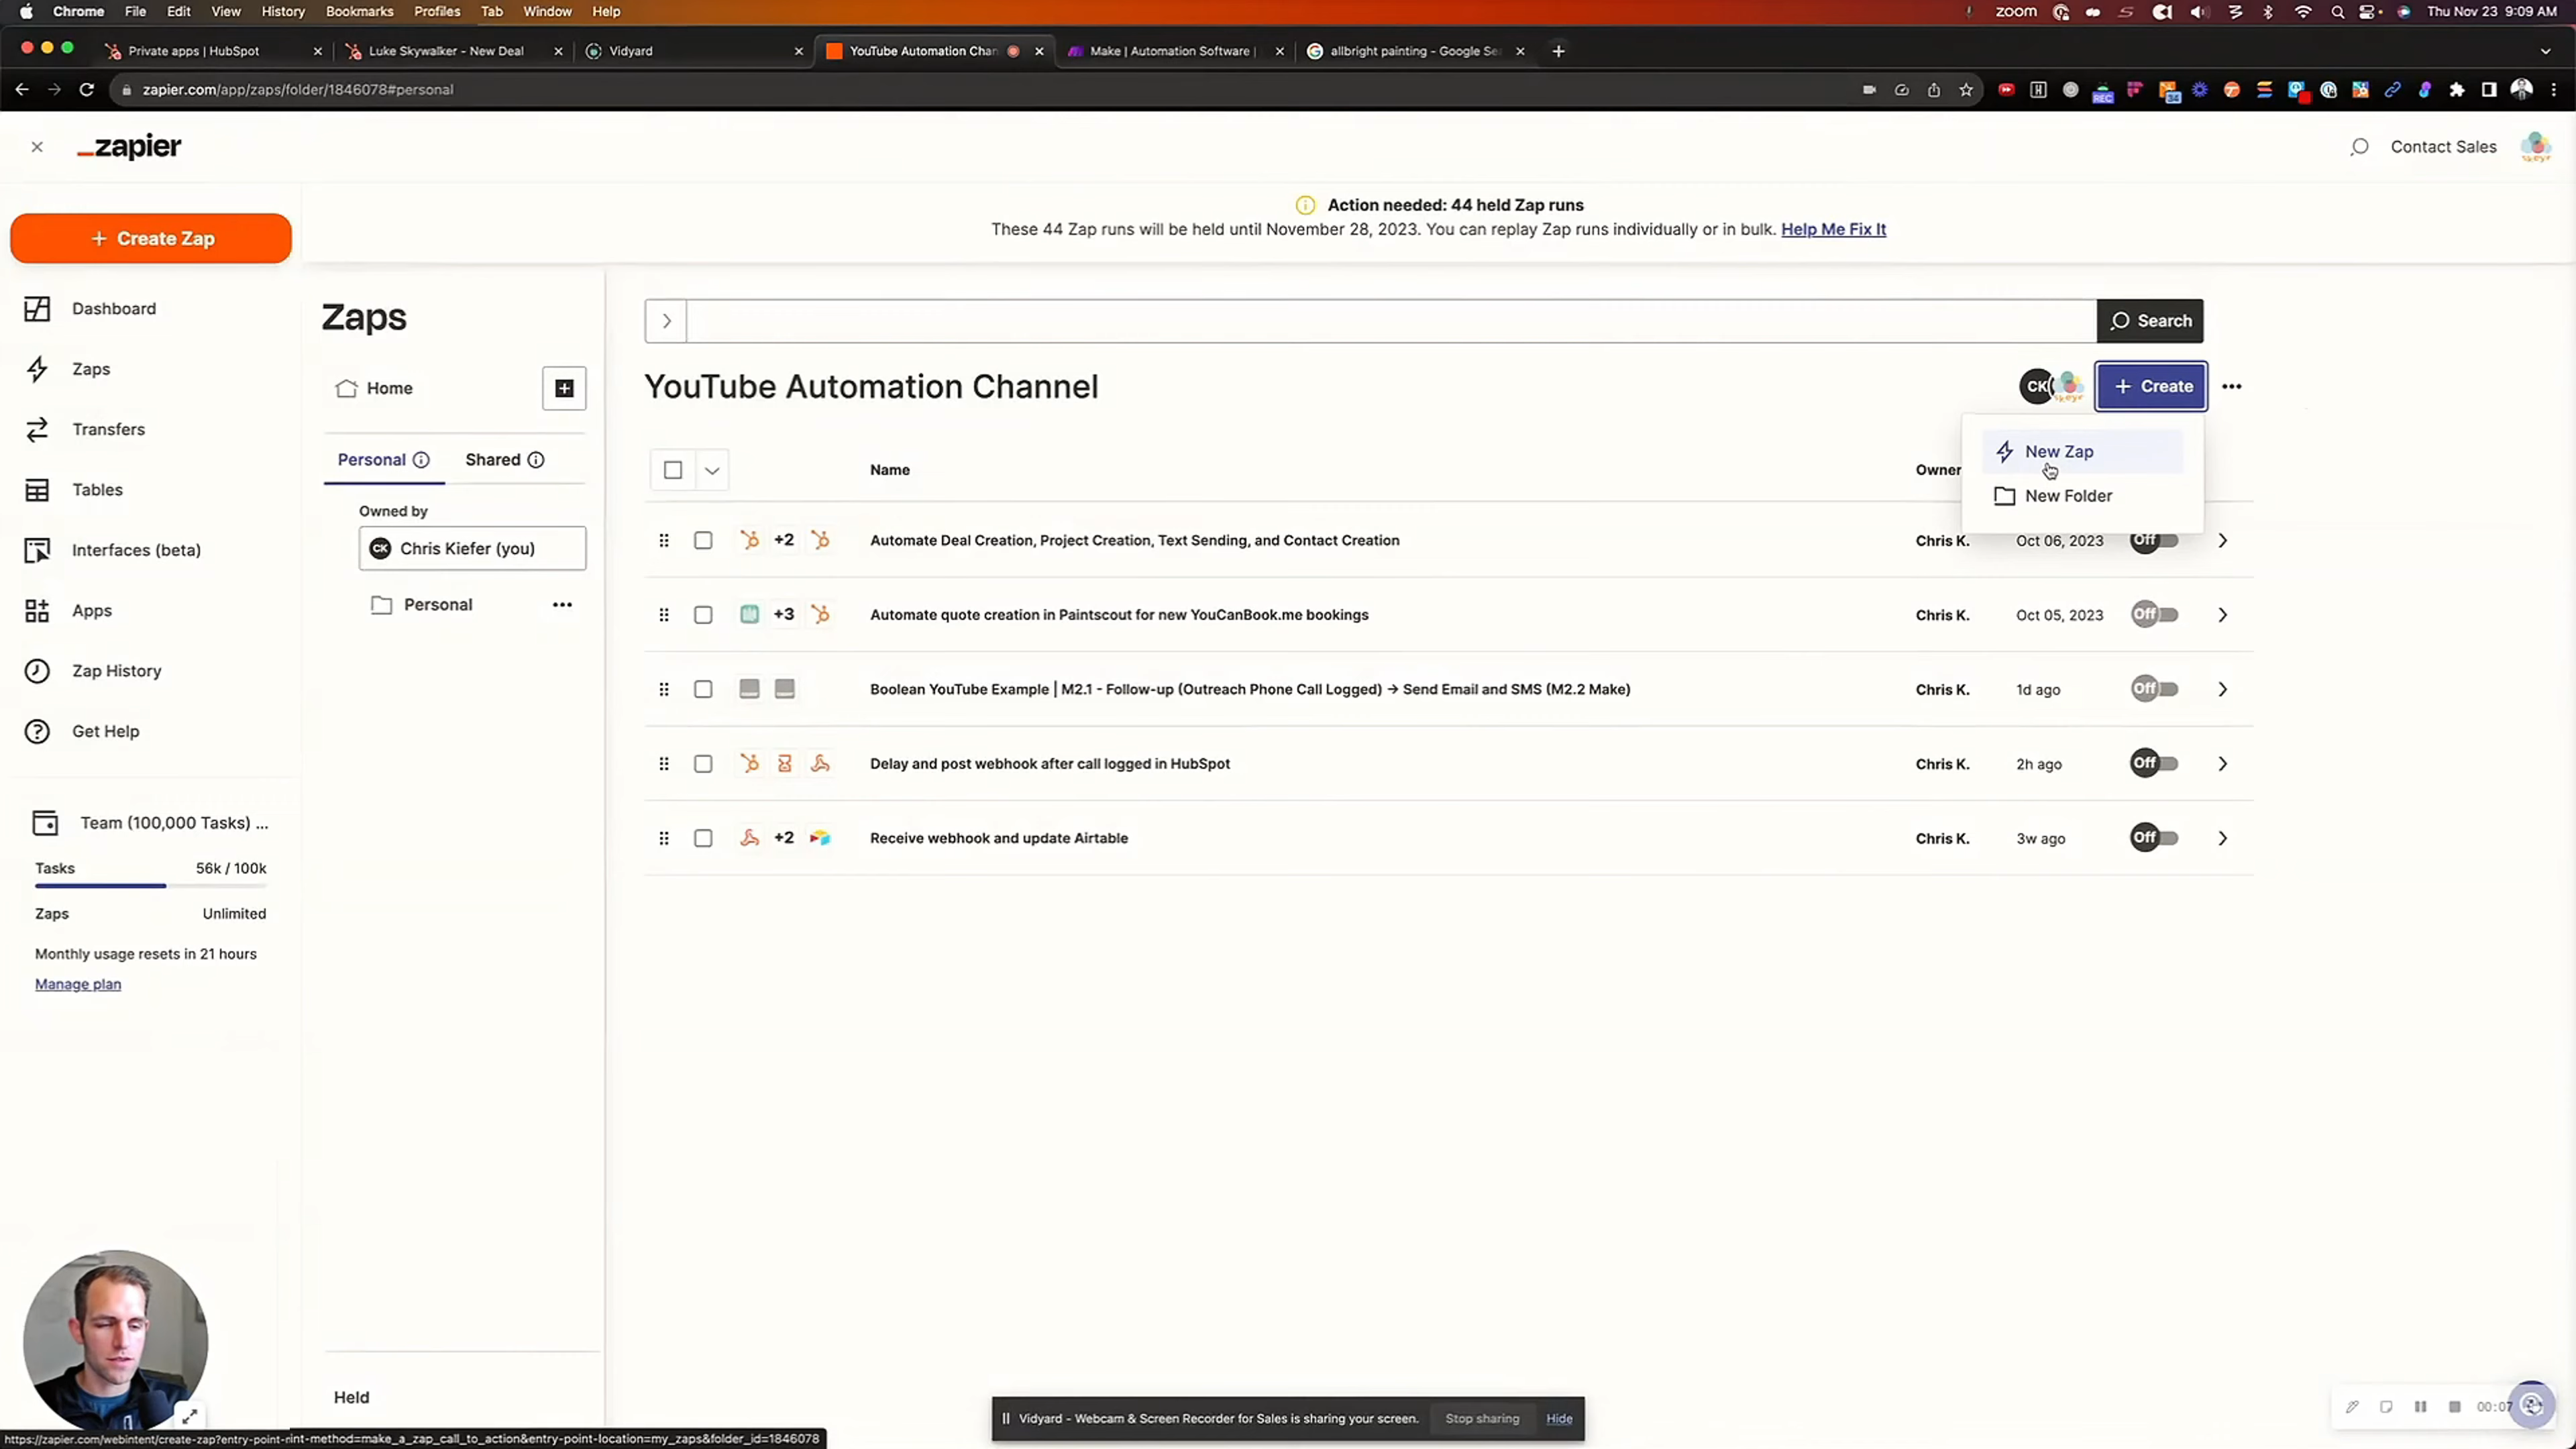 Chrome File Edit View History Bookmarks Profiles Tab Window Help
zoom Thu Nov 23 9:09 AM
Private apps | HubSpot
Luke Skywalker - New Deal
Vidyard
YouTube Automation Chan
Make | Automation Software |
allbright painting - Google Se
zapier.com/app/zaps/folder/1846078#personal
REC
_zapier
Contact Sales
Action needed: 44 held Zap runs
These 44 Zap runs will be held until November 28, 2023. You can replay Zap runs individually or in bulk. Help Me Fix It
+ Create Zap
Dashboard
Zaps
Transfers
Tables
Interfaces (beta)
Apps
Zap History
Get Help
Team (100,000 Tasks) ...
Tasks 56k / 100k
Zaps Unlimited
Monthly usage resets in 21 hours
Manage plan
Zaps
Home
Personal Shared
Owned by
CK Chris Kiefer (you)
Personal
Held
Search
YouTube Automation Channel
CK
+ Create
New Zap
New Folder
Name Owner
+2 Automate Deal Creation, Project Creation, Text Sending, and Contact Creation Chris K. Oct 06, 2023 Off
+3 Automate quote creation in Paintscout for new YouCanBook.me bookings Chris K. Oct 05, 2023 Off
Boolean YouTube Example | M2.1 - Follow-up (Outreach Phone Call Logged) → Send Email and SMS (M2.2 Make) Chris K. 1d ago Off
Delay and post webhook after call logged in HubSpot Chris K. 2h ago Off
+2 Receive webhook and update Airtable Chris K. 3w ago Off
Vidyard - Webcam & Screen Recorder for Sales is sharing your screen. Stop sharing Hide
00:07
https://zapier.com/webintent/create-zap?entry-point-rint-method=make_a_zap_call_to_action&entry-point-location=my_zaps&folder_id=1846078